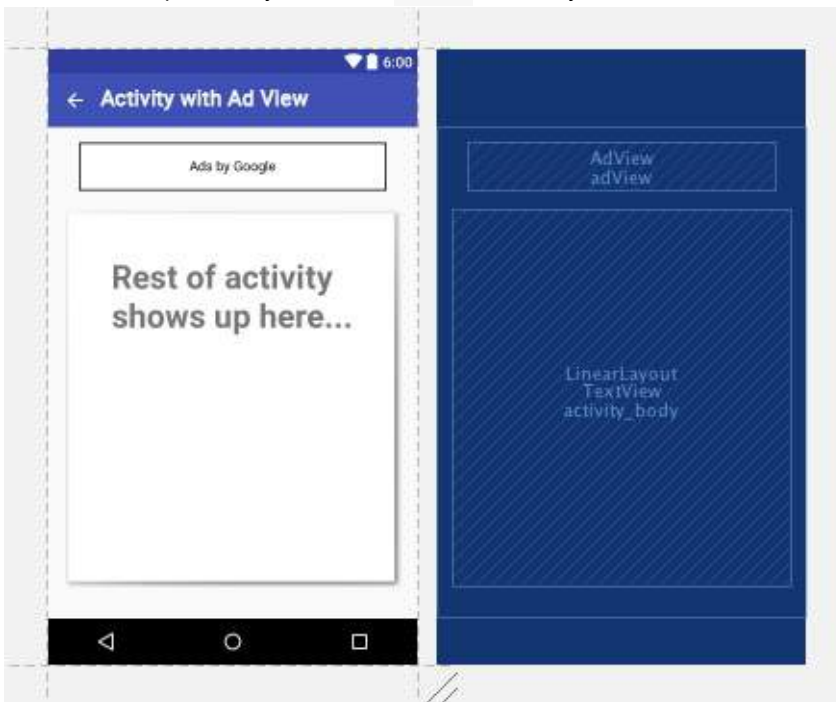 6:00
Activity with Ad View
Ads by Google
Rest of activity
shows up here...
AdView
adView
LinearLayout
TextView
activity_body